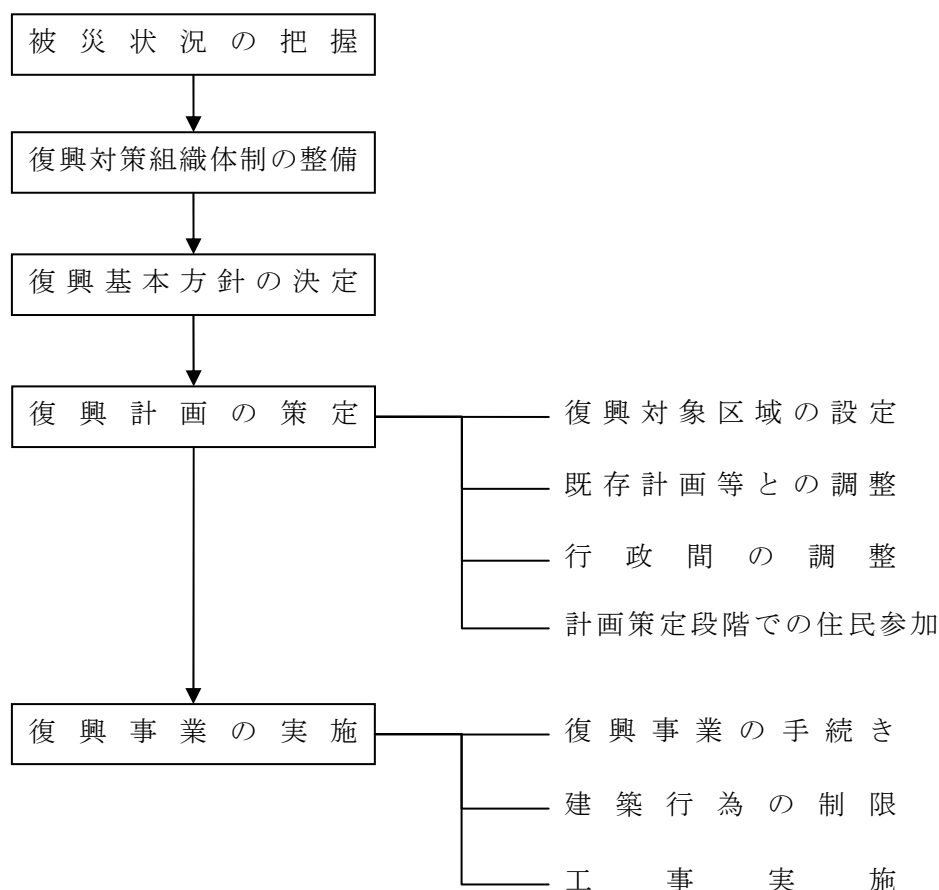 被災状況の把握
復興対策組織体制の整備
復興基本方針の決定
復興計画の策定
復興対象区域の設定
既存計画等との調整
行政間の調整
計画策定段階での住民参加
復興事業の実施
復興事業の手続き
建築行為の制限
工事実施